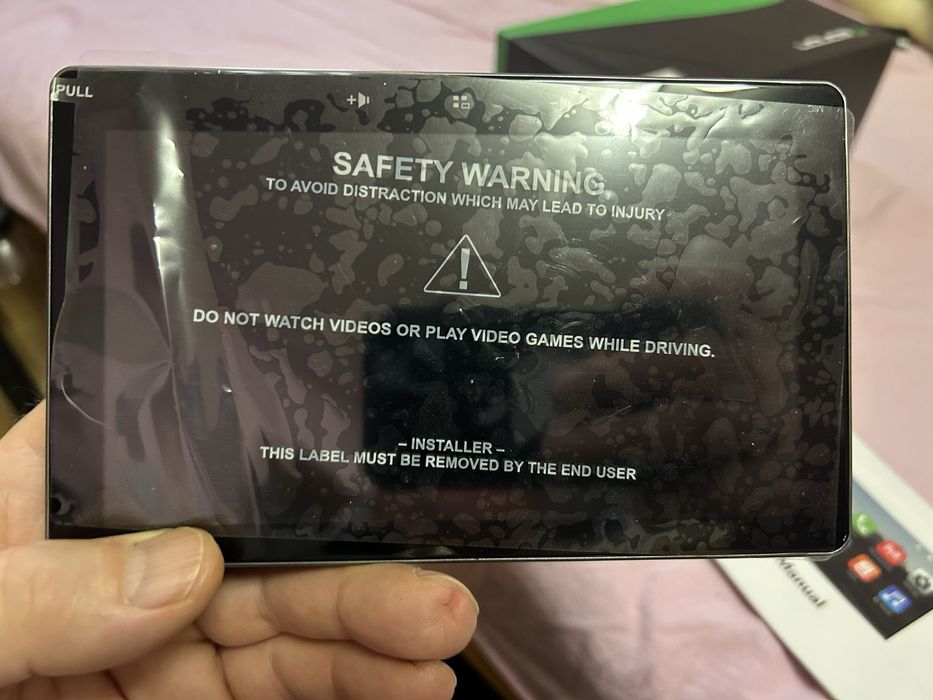 PULL
SAFETY WARNING
TO AVOID DISTRACTION WHICH MAY LEAD TO INJURY
!
DO NOT WATCH VIDEOS OR PLAY VIDEO GAMES WHILE DRIVING.
– INSTALLER –
THIS LABEL MUST BE REMOVED BY THE END USER
Manual